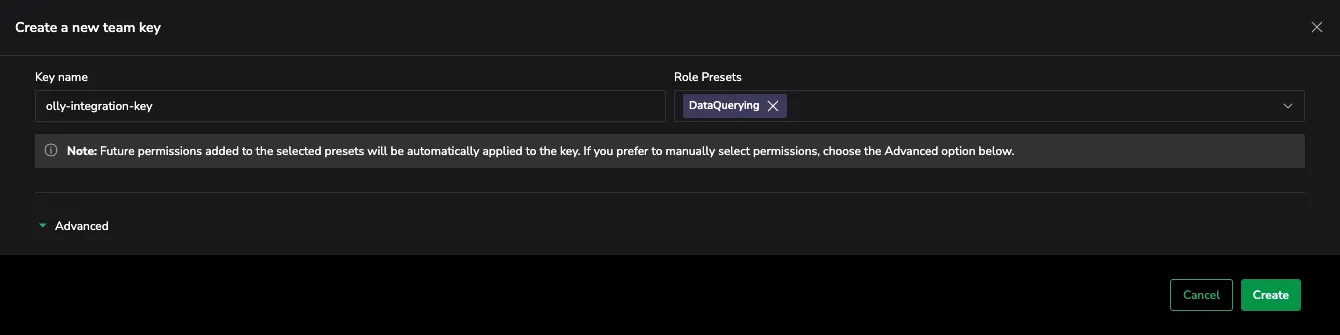 Create a new team key
Key name
Role Presets
olly-integration-key
DataQuerying
Note: Future permissions added to the selected presets will be automatically applied to the key. If you prefer to manually select permissions, choose the Advanced option below.
Advanced
Cancel
Create